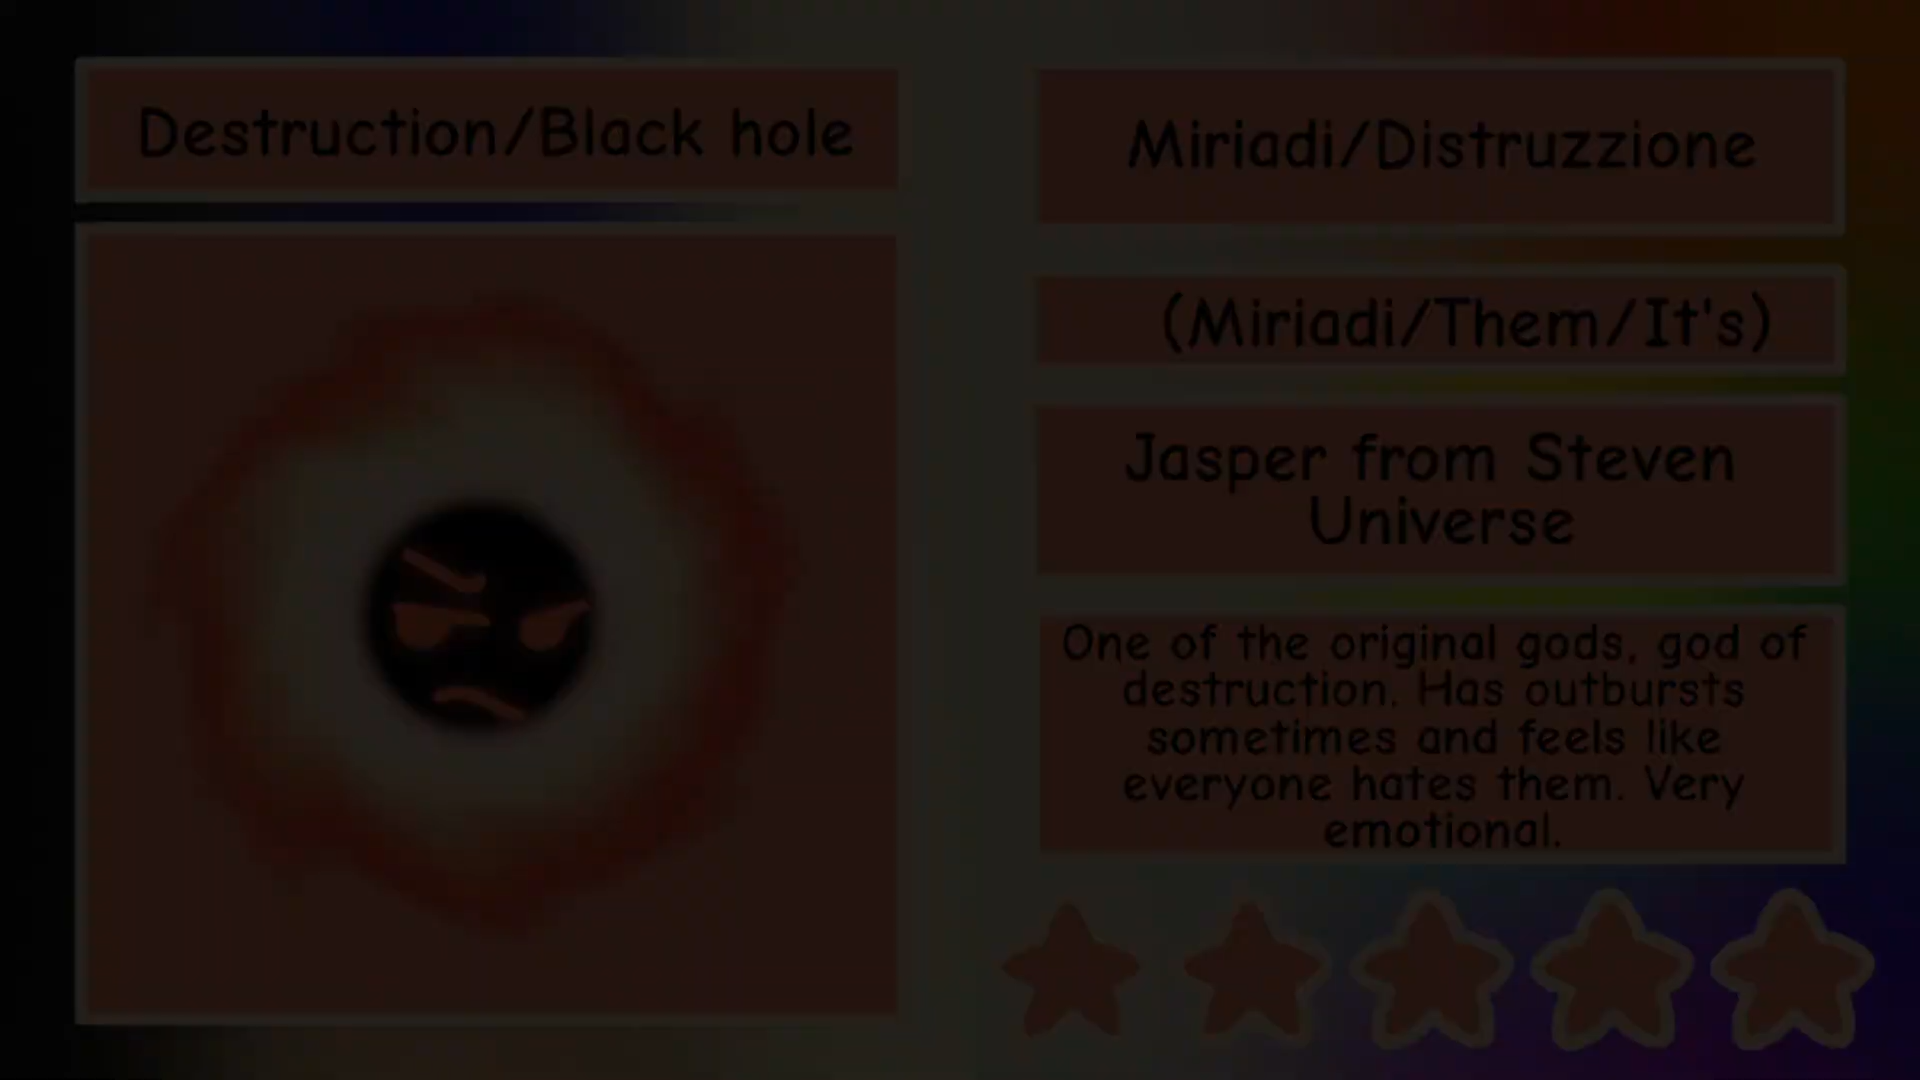 Destruction/Black hole
Miriadi/Distruzzione
(Miriadi/Them/It's)
Jasper from Steven
Universe
One of the original gods, god of
destruction. Has outbursts
sometimes and feels like
everyone hates them. Very
emotional.